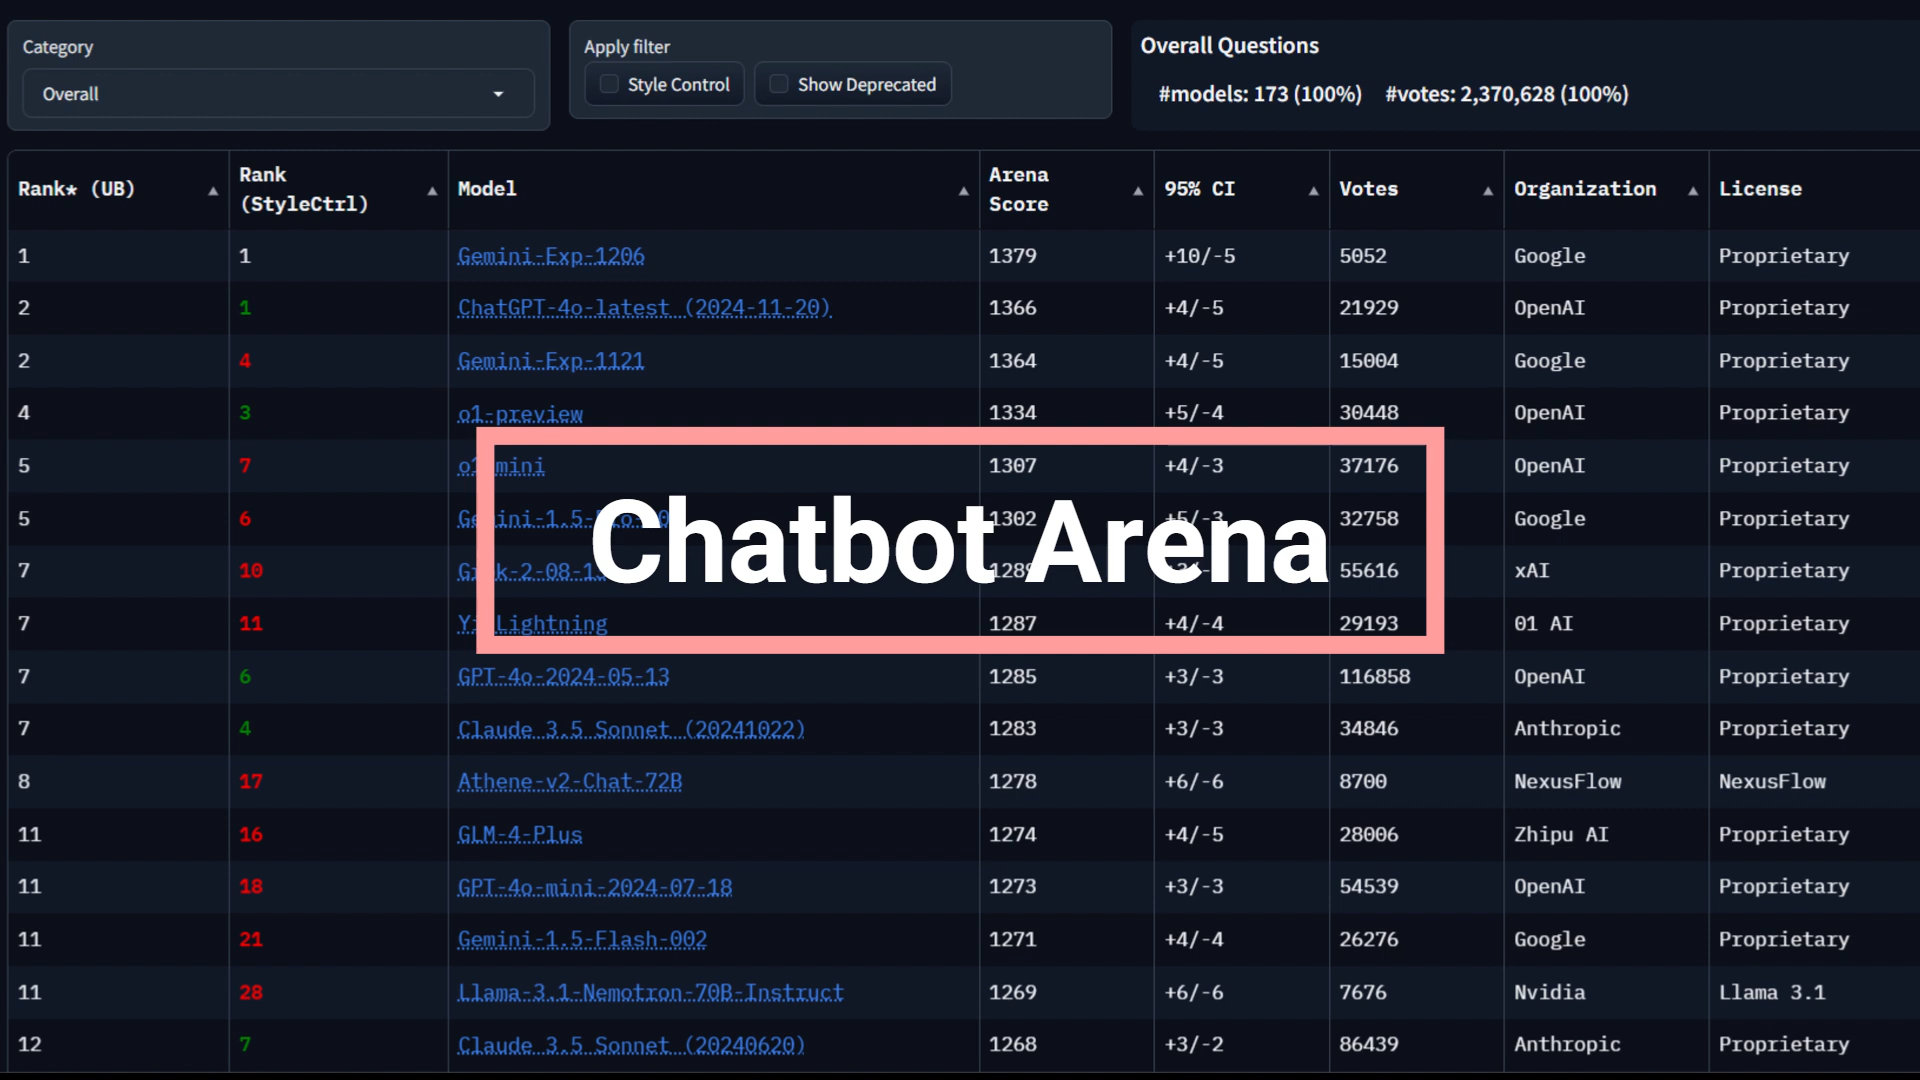 Category
Overall
Apply filter
Style Control Show Deprecated
Overall Questions
#models: 173 (100%) #votes: 2,370,628 (100%)
Rank* (UB) Rank (StyleCtrl) Model Arena Score 95% CI Votes Organization License
1 1 Gemini-Exp-1206 1379 +10/-5 5052 Google Proprietary
2 1 ChatGPT-4o-latest (2024-11-20) 1366 +4/-5 21929 OpenAI Proprietary
2 4 Gemini-Exp-1121 1364 +4/-5 15004 Google Proprietary
4 3 o1-preview 1334 +5/-4 30448 OpenAI Proprietary
5 7 o1-mini 1307 +4/-3 37176 OpenAI Proprietary
5 6 1302 +5/-3 32758 Google Proprietary
Chatbot Arena
7 10 55616 xAI Proprietary
7 11 Yi-Lightning 1287 +4/-4 29193 01 AI Proprietary
7 6 GPT-4o-2024-05-13 1285 +3/-3 116858 OpenAI Proprietary
7 4 Claude 3.5 Sonnet (20241022) 1283 +3/-3 34846 Anthropic Proprietary
8 17 Athene-v2-Chat-72B 1278 +6/-6 8700 NexusFlow NexusFlow
11 16 GLM-4-Plus 1274 +4/-5 28006 Zhipu AI Proprietary
11 18 GPT-4o-mini-2024-07-18 1273 +3/-3 54539 OpenAI Proprietary
11 21 Gemini-1.5-Flash-002 1271 +4/-4 26276 Google Proprietary
11 28 Llama-3.1-Nemotron-70B-Instruct 1269 +6/-6 7676 Nvidia Llama 3.1
12 7 Claude 3.5 Sonnet (20240620) 1268 +3/-2 86439 Anthropic Proprietary